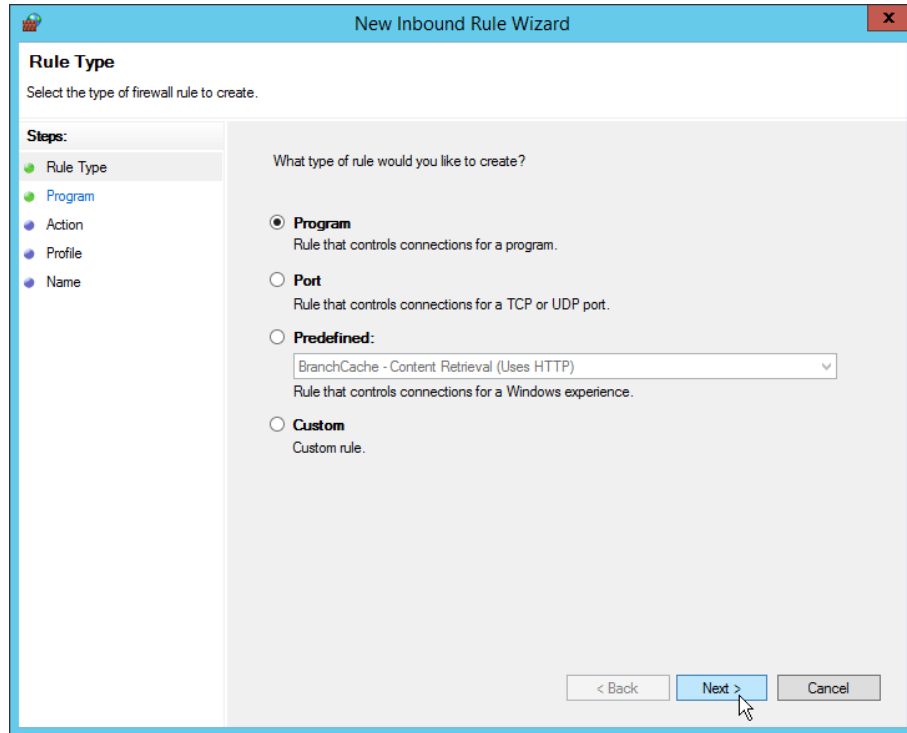 New Inbound Rule Wizard
x
Rule Type
Select the type of firewall rule to create.
Steps:
Rule Type
Program
Action
Profile
Name
What type of rule would you like to create?
Program
Rule that controls connections for a program.
Port
Rule that controls connections for a TCP or UDP port.
Predefined:
BranchCache - Content Retrieval (Uses HTTP)
Rule that controls connections for a Windows experience.
Custom
Custom rule.
< Back
Next >
Cancel